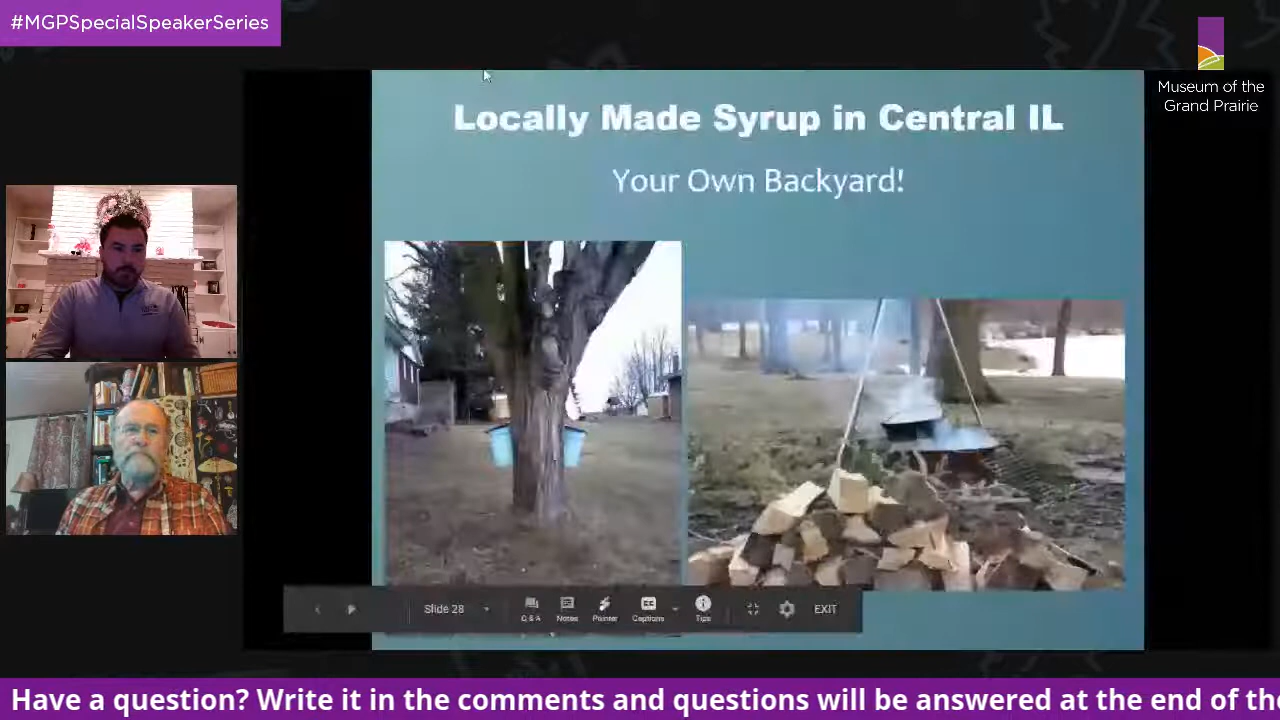 #MGPSpecialSpeakerSeries
Museum of the
Grand Prairie
Locally Made Syrup in Central IL
Your Own Backyard!
Slide 28
Q & A
Notes
Pointer
Captions
Tips
EXIT
Have a question? Write it in the comments and questions will be answered at the end of the